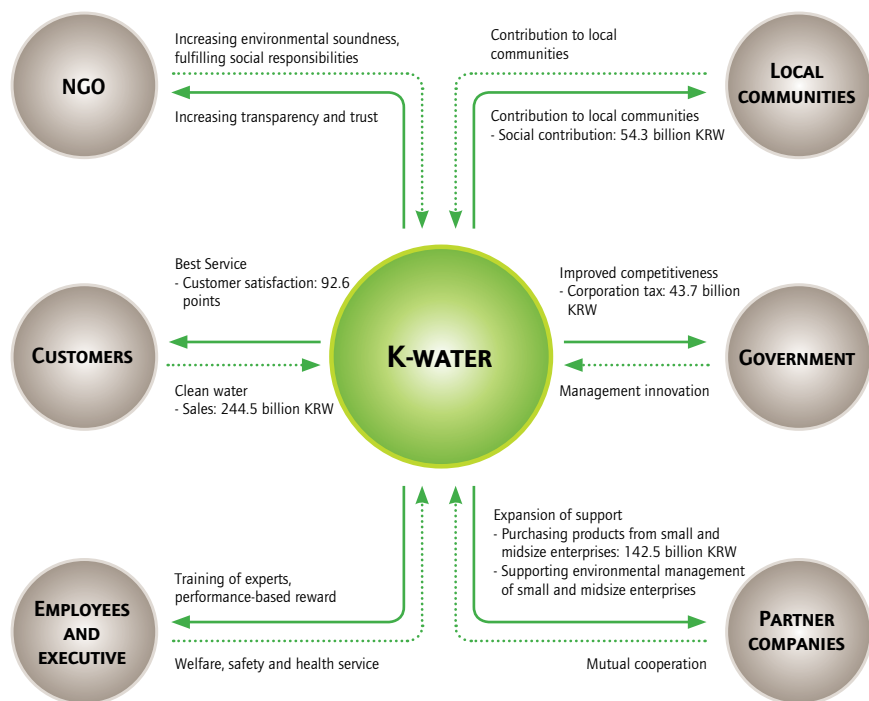 Increasing environmental soundness,
fulfilling social responsibilities
NGO
Increasing transparency and trust
Contribution to local
communities
LOCAL
COMMUNITIES
Contribution to local communities
- Social contribution: 54.3 billion KRW
Best Service
- Customer satisfaction: 92.6
points
CUSTOMERS
Clean water
- Sales: 244.5 billion KRW
K-WATER
Improved competitiveness
- Corporation tax: 43.7 billion
KRW
GOVERNMENT
Management innovation
Training of experts,
performance-based reward
EMPLOYEES
AND
EXECUTIVE
Welfare, safety and health service
Expansion of support
- Purchasing products from small and
midsize enterprises: 142.5 billion KRW
- Supporting environmental management
of small and midsize enterprises
PARTNER
COMPANIES
Mutual cooperation